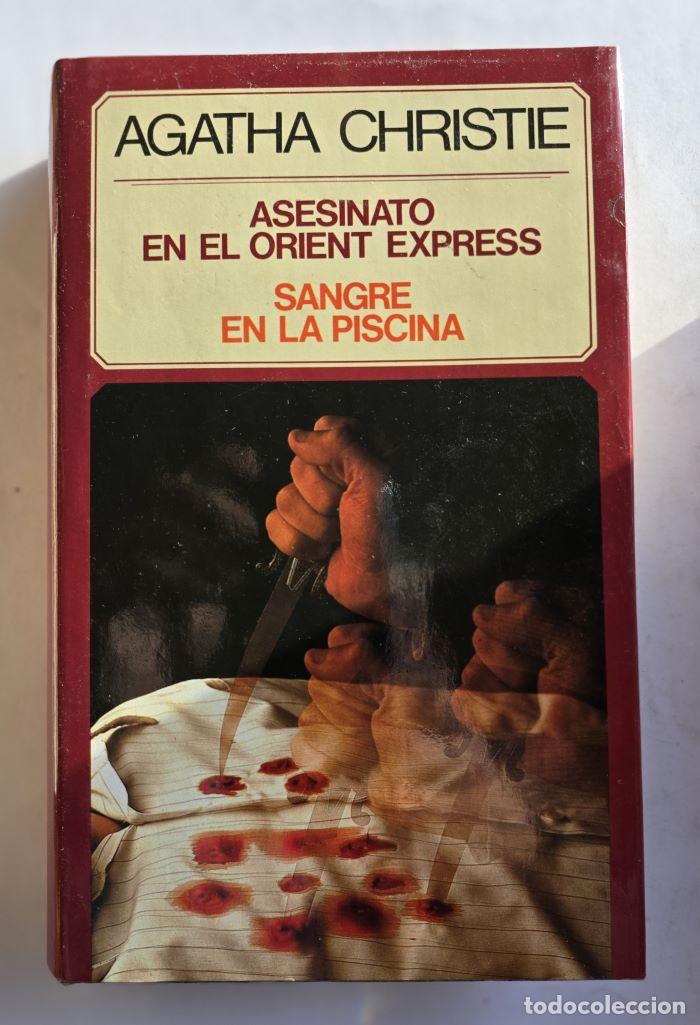 AGATHA CHRISTIE
ASESINATO
EN EL ORIENT EXPRESS
SANGRE
EN LA PISCINA
todocoleccion